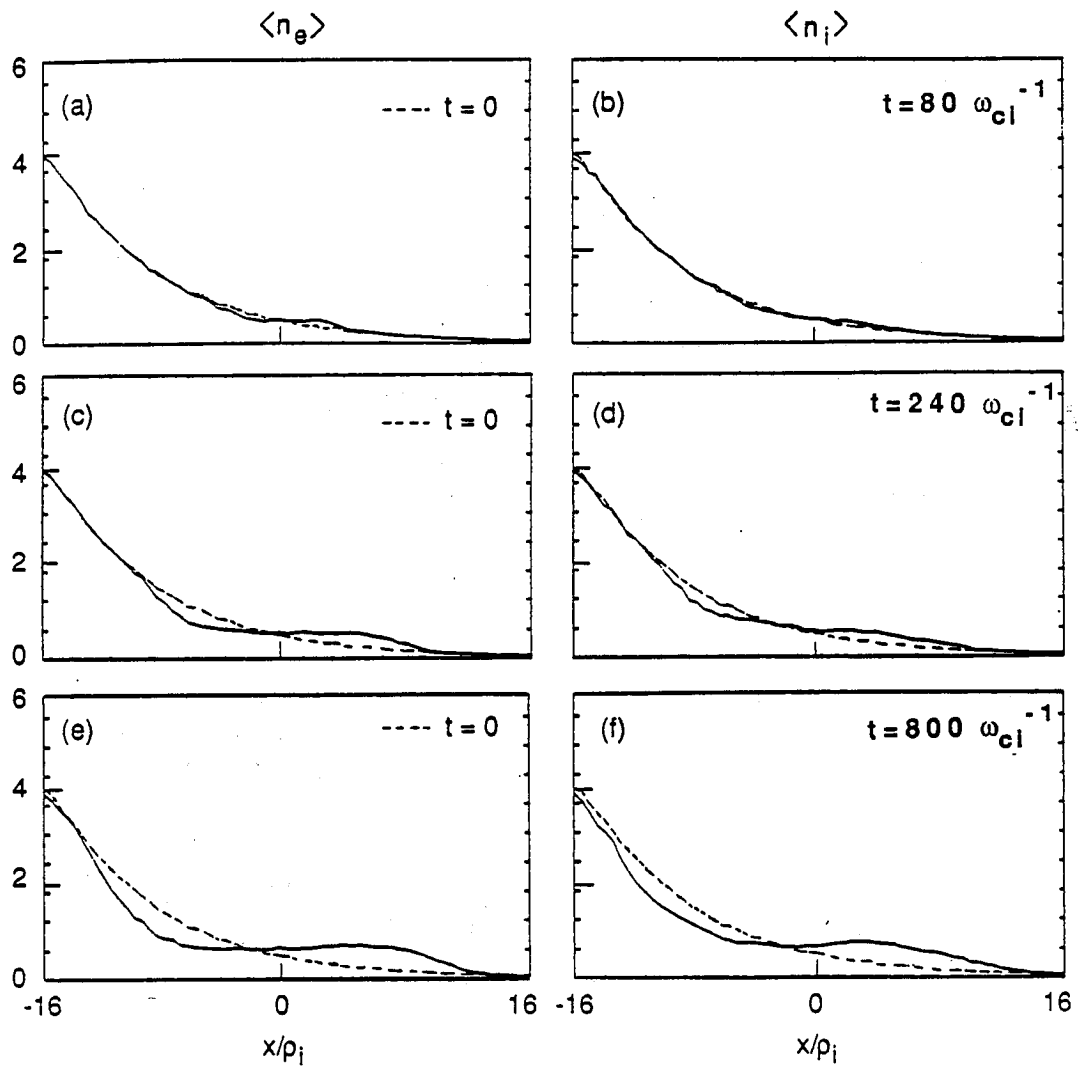 ⟨n_e⟩ ⟨n_i⟩
6
(a) ---- t = 0
4
2
0
(b) t=80 ω_ci^-1
6
(c) ---- t = 0
4
2
0
(d) t=240 ω_ci^-1
6
(e) ---- t = 0
4
2
0
(f) t=800 ω_ci^-1
-16 0 16
-16 0 16
x/ρ_i x/ρ_i